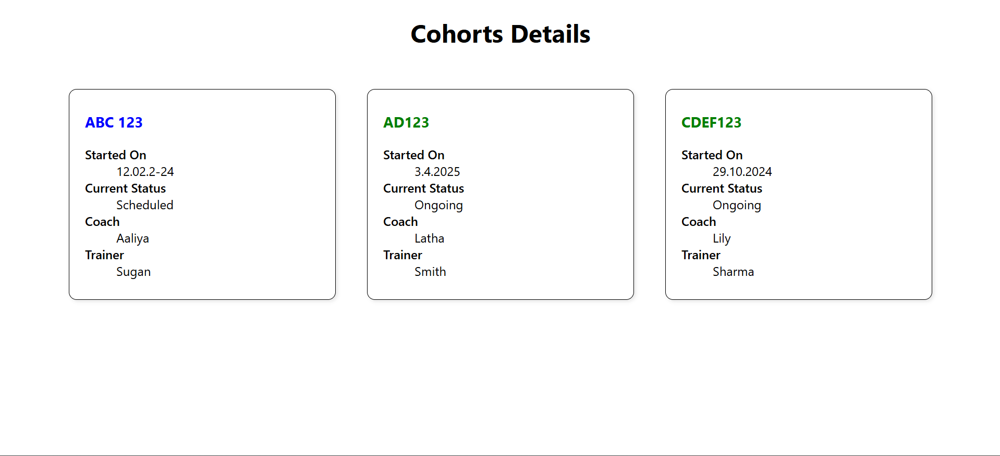 Cohorts Details
ABC 123
Started On
12.02.2-24
Current Status
Scheduled
Coach
Aaliya
Trainer
Sugan
AD123
Started On
3.4.2025
Current Status
Ongoing
Coach
Latha
Trainer
Smith
CDEF123
Started On
29.10.2024
Current Status
Ongoing
Coach
Lily
Trainer
Sharma